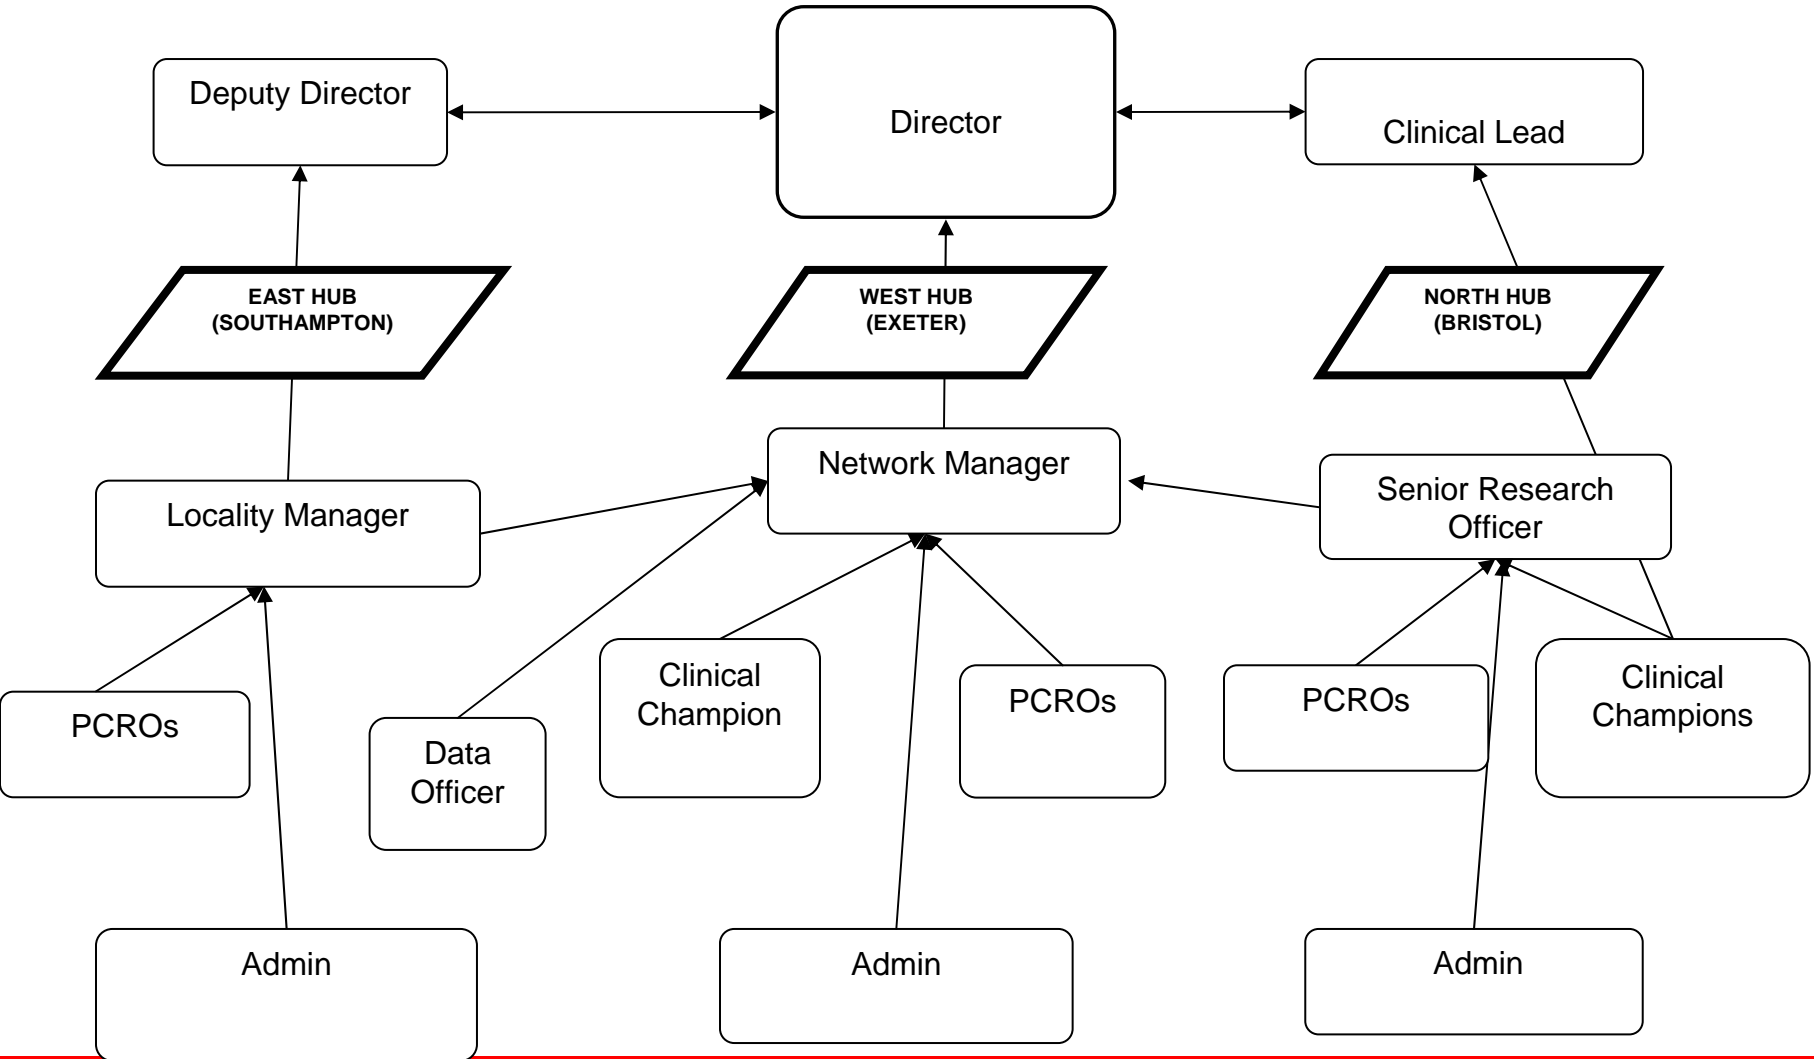 Deputy Director
Director
Clinical Lead
EAST HUB
(SOUTHAMPTON)
WEST HUB
(EXETER)
NORTH HUB
(BRISTOL)
Locality Manager
Network Manager
Senior Research
Officer
PCROs
Data
Officer
Clinical
Champion
PCROs
PCROs
Clinical
Champions
Admin
Admin
Admin